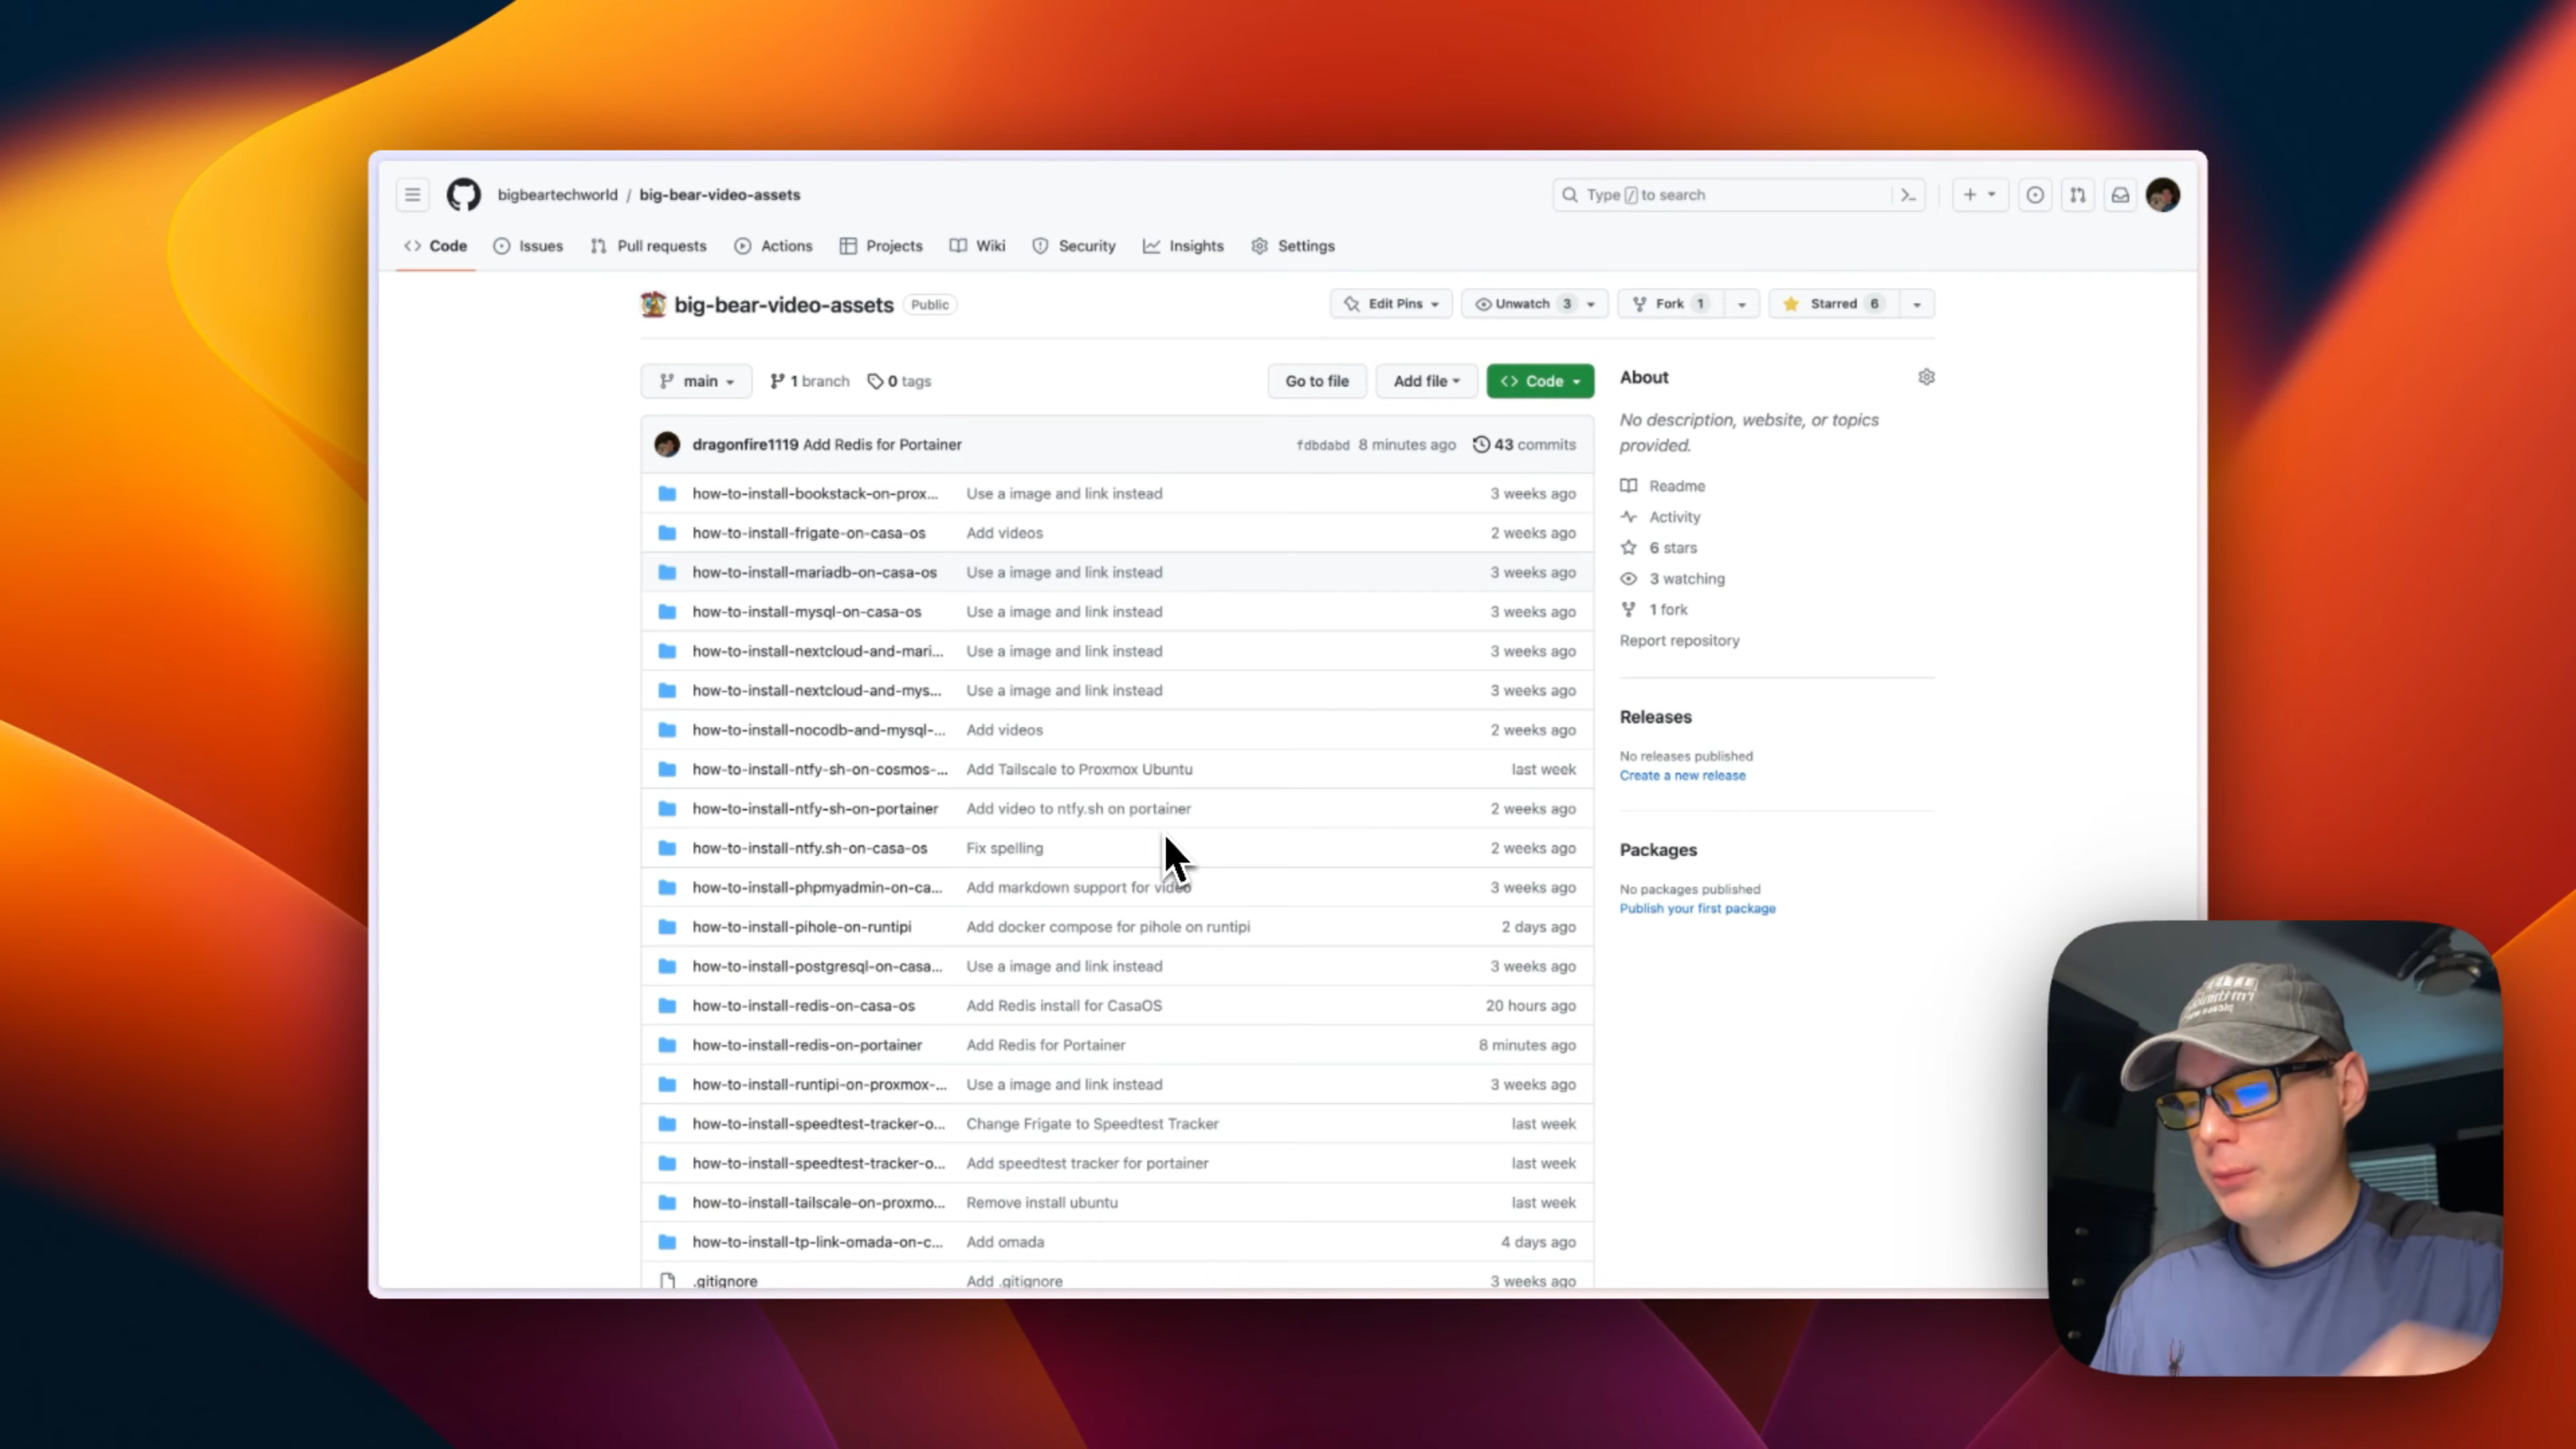 bigbeartechworld / big-bear-video-assets
Type / to search
Code Issues Pull requests Actions Projects Wiki Security Insights Settings
big-bear-video-assets Public
Edit Pins Unwatch 3 Fork 1 Starred 6
main 1 branch 0 tags Go to file Add file Code
dragonfire1119 Add Redis for Portainer fdbdabd 8 minutes ago 43 commits
how-to-install-bookstack-on-prox... Use a image and link instead 3 weeks ago
how-to-install-frigate-on-casa-os Add videos 2 weeks ago
how-to-install-mariadb-on-casa-os Use a image and link instead 3 weeks ago
how-to-install-mysql-on-casa-os Use a image and link instead 3 weeks ago
how-to-install-nextcloud-and-mari... Use a image and link instead 3 weeks ago
how-to-install-nextcloud-and-mys... Use a image and link instead 3 weeks ago
how-to-install-nocodb-and-mysql-... Add videos 2 weeks ago
how-to-install-ntfy-sh-on-cosmos-... Add Tailscale to Proxmox Ubuntu last week
how-to-install-ntfy-sh-on-portainer Add video to ntfy.sh on portainer 2 weeks ago
how-to-install-ntfy.sh-on-casa-os Fix spelling 2 weeks ago
how-to-install-phpmyadmin-on-ca... Add markdown support for video 3 weeks ago
how-to-install-pihole-on-runtipi Add docker compose for pihole on runtipi 2 days ago
how-to-install-postgresql-on-casa... Use a image and link instead 3 weeks ago
how-to-install-redis-on-casa-os Add Redis install for CasaOS 20 hours ago
how-to-install-redis-on-portainer Add Redis for Portainer 8 minutes ago
how-to-install-runtipi-on-proxmox-... Use a image and link instead 3 weeks ago
how-to-install-speedtest-tracker-o... Change Frigate to Speedtest Tracker last week
how-to-install-speedtest-tracker-o... Add speedtest tracker for portainer last week
how-to-install-tailscale-on-proxmo... Remove install ubuntu last week
how-to-install-tp-link-omada-on-c... Add omada 4 days ago
.gitignore Add .gitignore 3 weeks ago
About
No description, website, or topics
provided.
Readme
Activity
6 stars
3 watching
1 fork
Report repository
Releases
No releases published
Create a new release
Packages
No packages published
Publish your first package